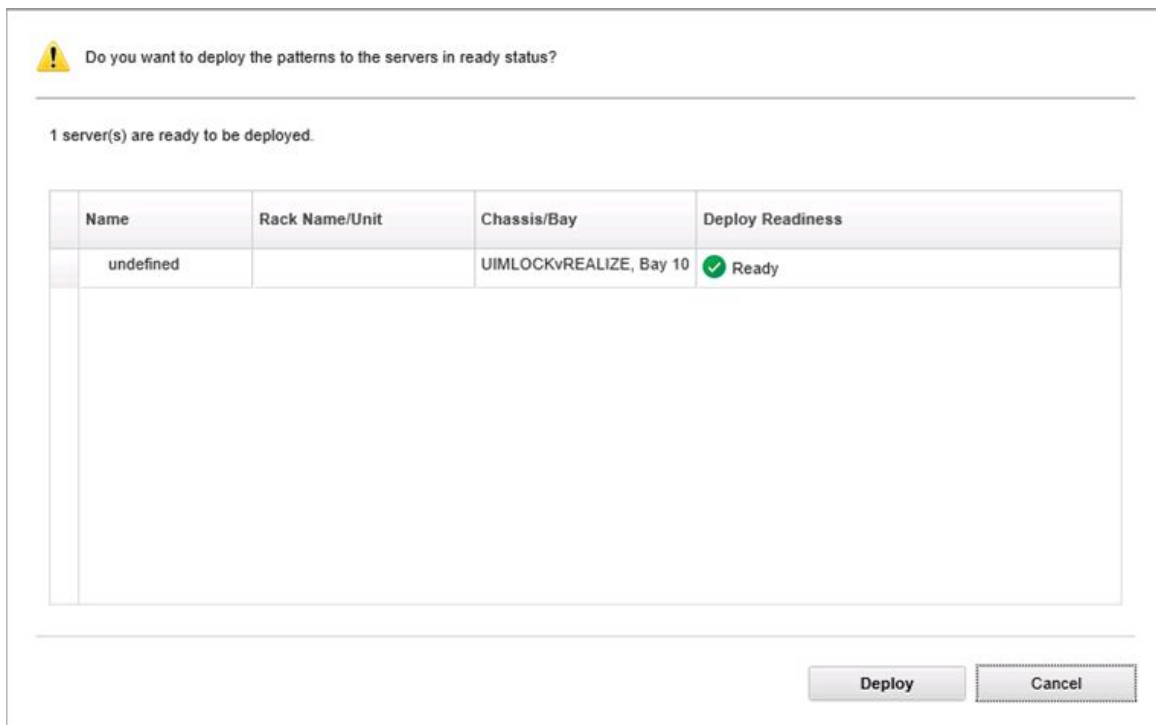 Do you want to deploy the patterns to the servers in ready status?
1 server(s) are ready to be deployed.
Name Rack Name/Unit Chassis/Bay Deploy Readiness
undefined UIMLOCKvREALIZE, Bay 10 Ready
Deploy Cancel